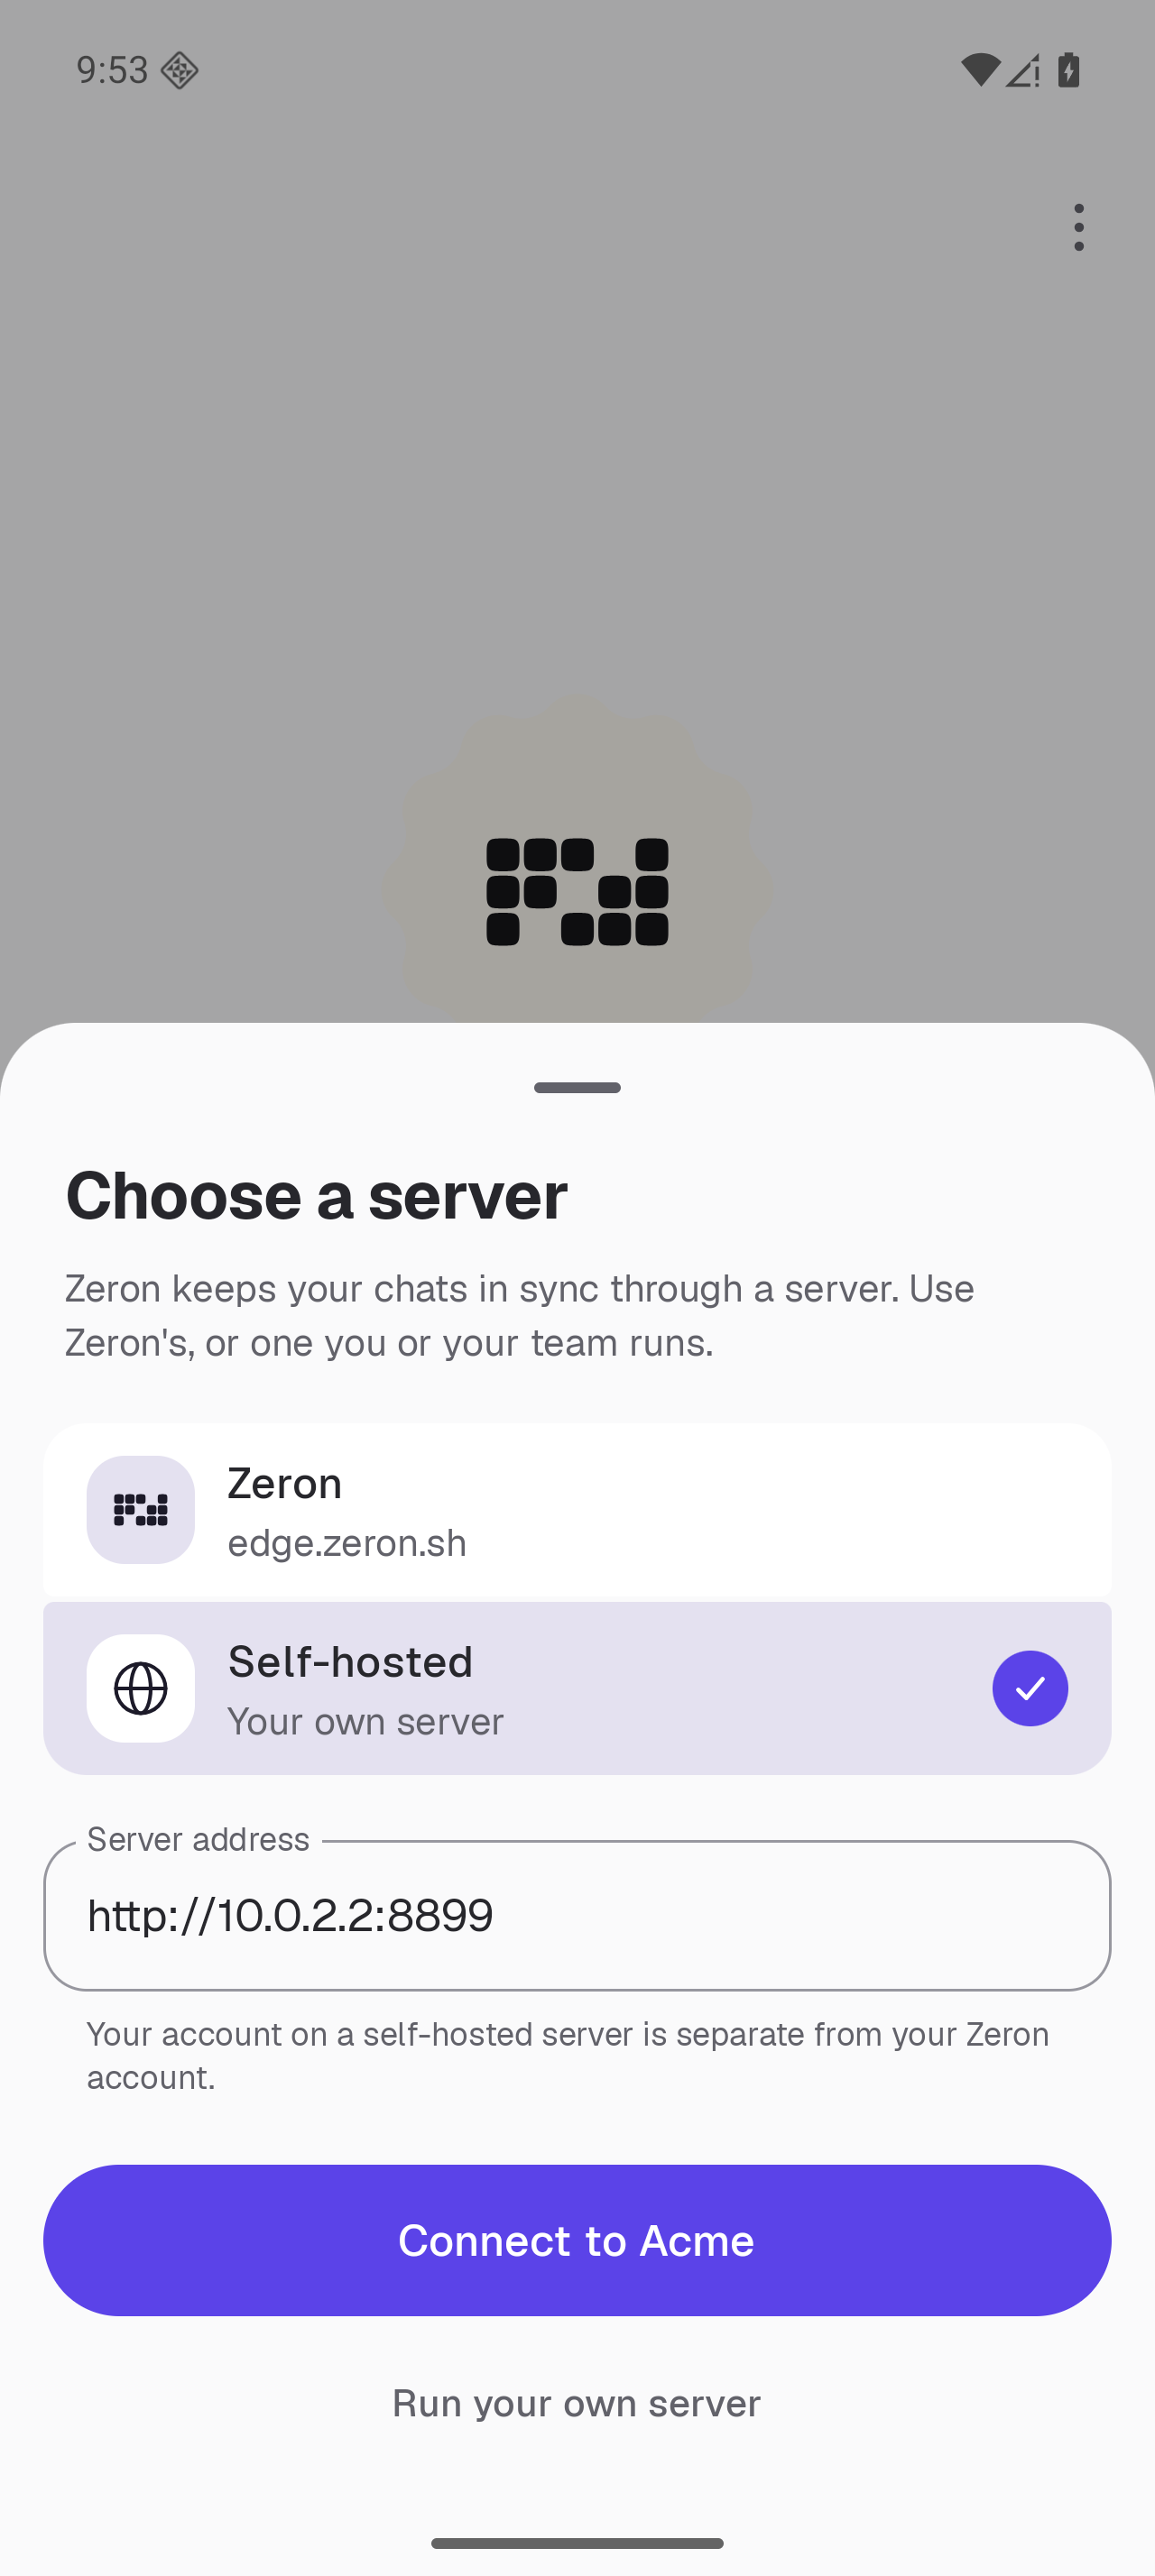 9:53
Choose a server
Zeron keeps your chats in sync through a server. Use
Zeron's, or one you or your team runs.
Zeron
edge.zeron.sh
Self-hosted
Your own server
Server address
http://10.0.2.2:8899
Your account on a self-hosted server is separate from your Zeron
account.
Connect to Acme
Run your own server